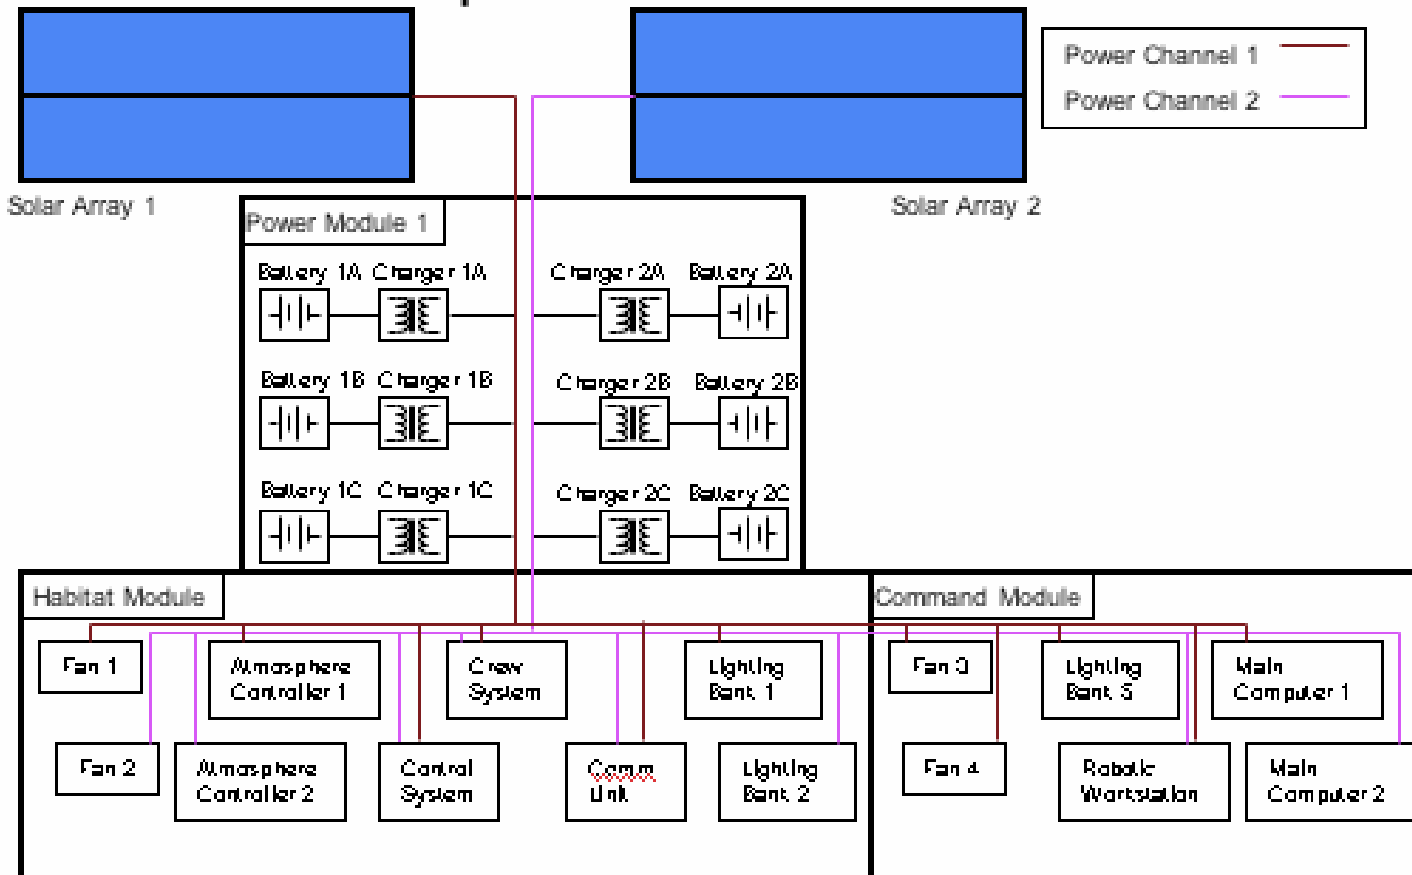 Power Channel 1
Power Channel 2
Solar Array 1
Solar Array 2
Power Module 1
Battery 1A Charger 1A Charger 2A Battery 2A
Battery 1B Charger 1B Charger 2B Battery 2B
Battery 1C Charger 1C Charger 2C Battery 2C
Habitat Module
Command Module
Fan 1
Atmosphere
Controller 1
Crew
System
Lighting
Bank 1
Fan 3
Lighting
Bank
Main
Computer 1
Fan 2
Atmosphere
Controller 2
Control
System
Comm
Unit
Lighting
Bank 2
Fan 4
Robotic
Workstation
Main
Computer 2